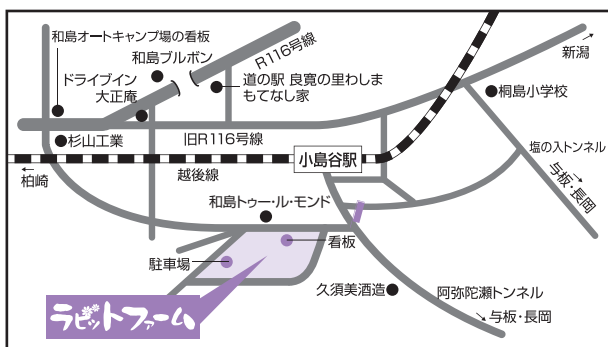 和島オートキャンプ場の看板
和島ブルボン
R116号線
新潟
ドライブイン
大正庵
道の駅 良寛の里わしま
もてなし家
桐島小学校
杉山工業
旧R116号線
塩の入トンネル
小島谷駅
越後線
柏崎
与板・長岡
和島トゥー・ル・モンド
看板
駐車場
久須美酒造
阿弥陀瀬トンネル
与板・長岡
ラビットファーム